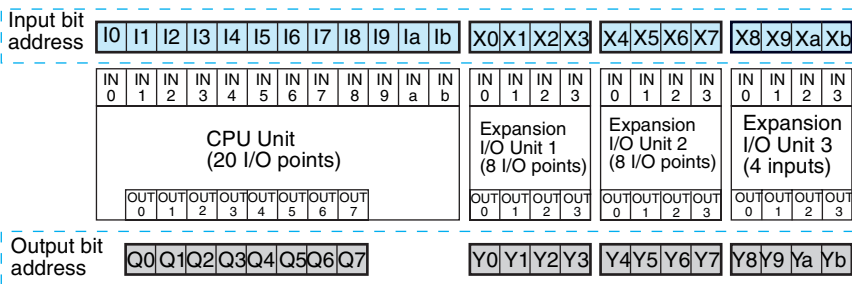 Input bit address I0 I1 I2 I3 I4 I5 I6 I7 I8 I9 Ia Ib X0 X1 X2 X3 X4 X5 X6 X7 X8 X9 Xa Xb
IN 0 IN 1 IN 2 IN 3 IN 4 IN 5 IN 6 IN 7 IN 8 IN 9 IN a IN b IN 0 IN 1 IN 2 IN 3 IN 0 IN 1 IN 2 IN 3 IN 0 IN 1 IN 2 IN 3
CPU Unit
(20 I/O points)
Expansion
I/O Unit 1
(8 I/O points)
Expansion
I/O Unit 2
(8 I/O points)
Expansion
I/O Unit 3
(4 inputs)
OUT 0 OUT 1 OUT 2 OUT 3 OUT 4 OUT 5 OUT 6 OUT 7 OUT 0 OUT 1 OUT 2 OUT 3 OUT 0 OUT 1 OUT 2 OUT 3 OUT 0 OUT 1 OUT 2 OUT 3
Output bit address Q0 Q1 Q2 Q3 Q4 Q5 Q6 Q7 Y0 Y1 Y2 Y3 Y4 Y5 Y6 Y7 Y8 Y9 Ya Yb